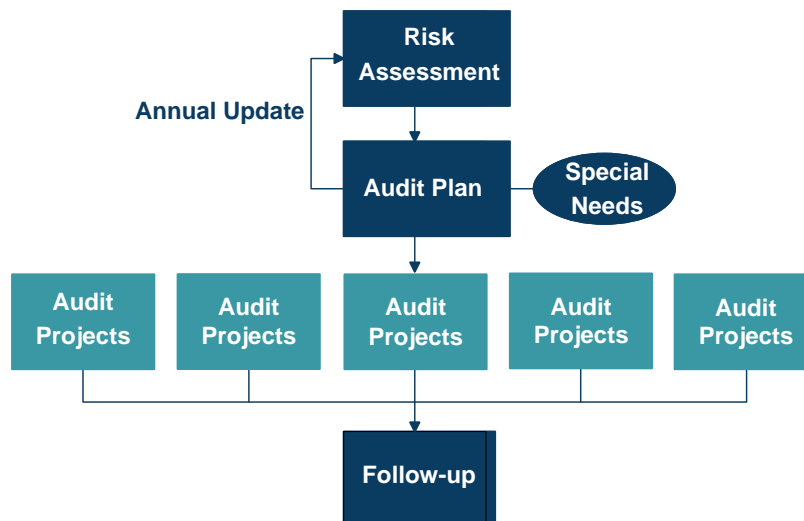 Risk
Assessment
Annual Update
Audit Plan
Special
Needs
Audit
Projects
Audit
Projects
Audit
Projects
Audit
Projects
Audit
Projects
Follow-up